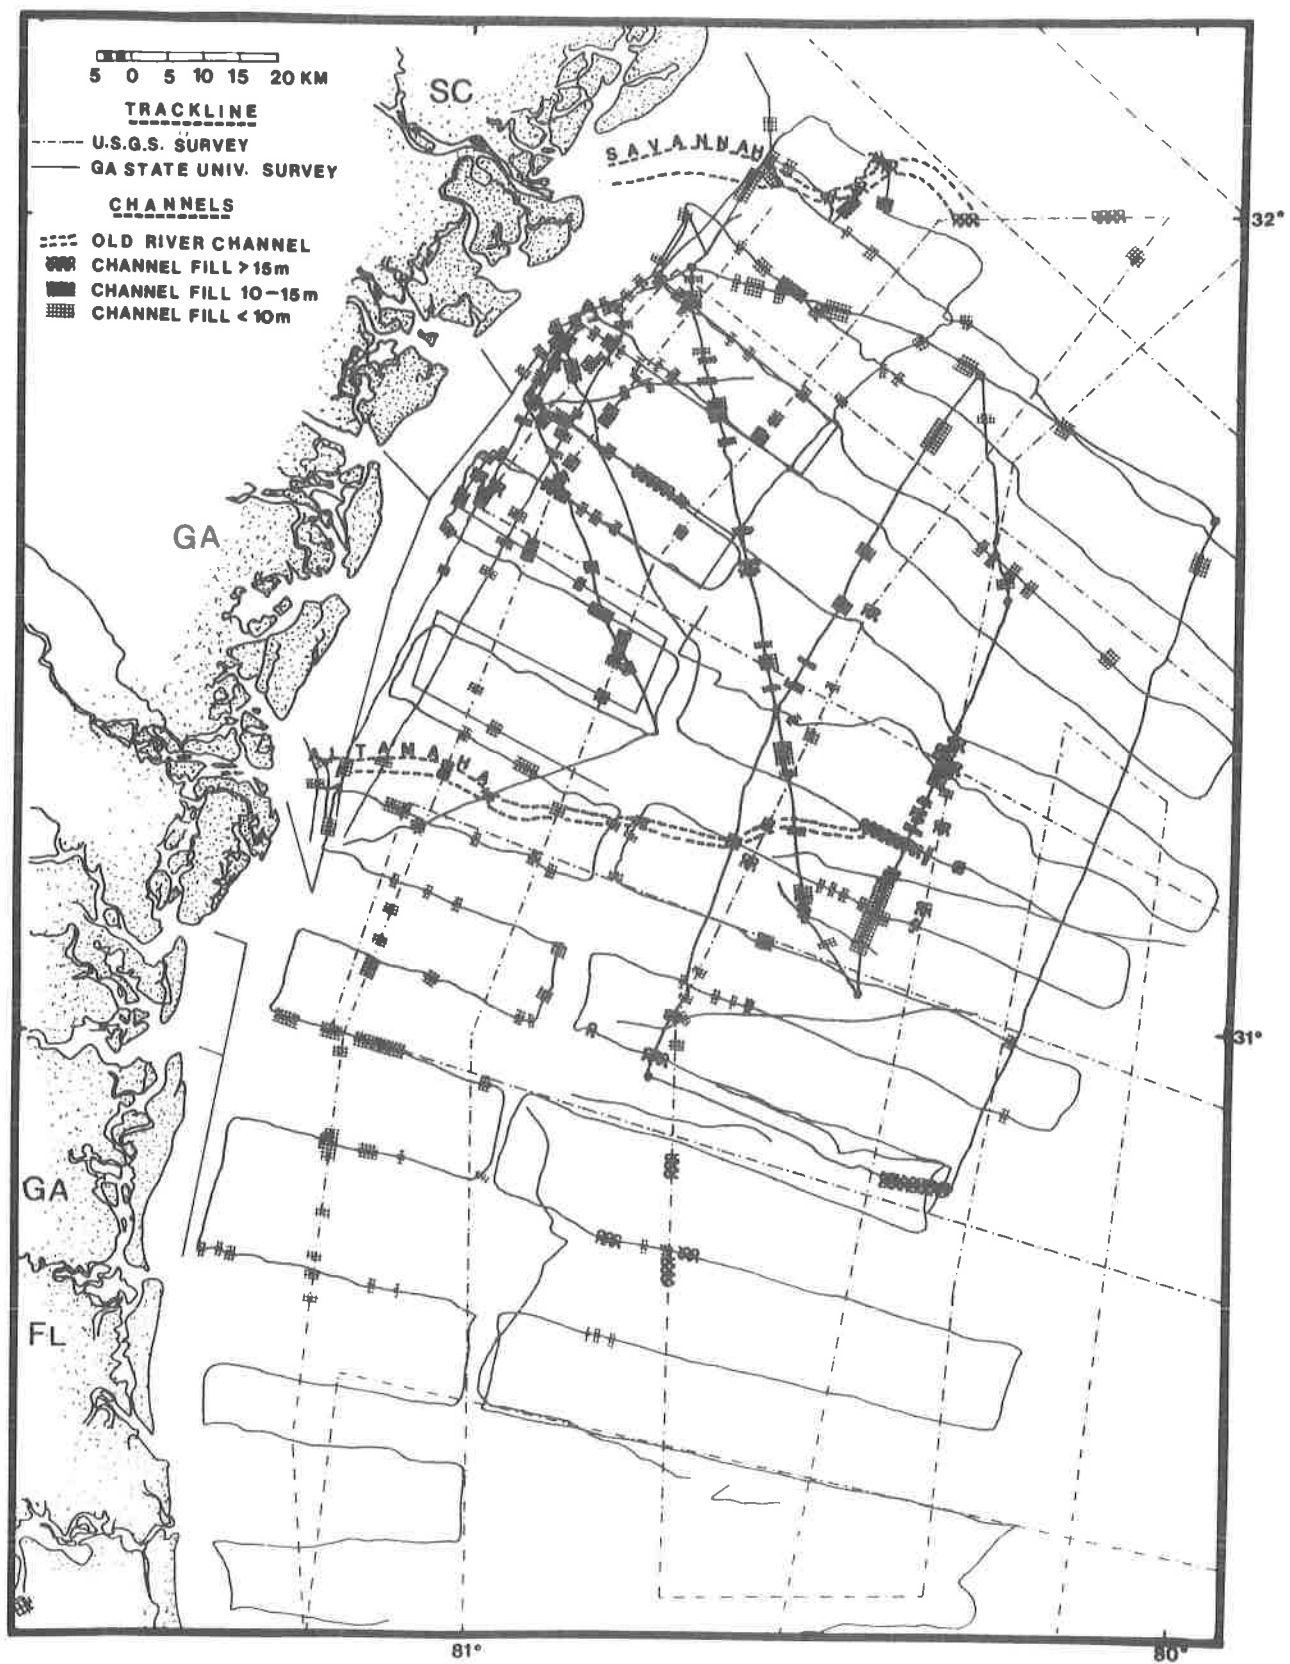 5 0 5 10 15 20 KM
TRACKLINE
U.S.G.S. SURVEY
GA STATE UNIV. SURVEY
CHANNELS
OLD RIVER CHANNEL
CHANNEL FILL > 15m
CHANNEL FILL 10-15m
CHANNEL FILL < 10m
SC
SAVANNAH
32°
GA
ALTAMAHA
31°
GA
FL
81°
80°